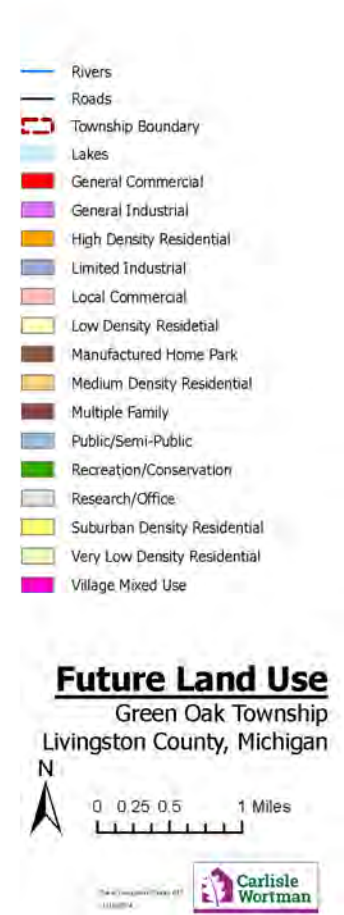 Rivers
Roads
Township Boundary
Lakes
General Commercial
General Industrial
High Density Residential
Limited Industrial
Local Commercial
Low Density Residetial
Manufactured Home Park
Medium Density Residential
Multiple Family
Public/Semi-Public
Recreation/Conservation
Research/Office
Suburban Density Residential
Very Low Density Residential
Village Mixed Use
Future Land Use
Green Oak Township
Livingston County, Michigan
N
0 0.25 0.5 1 Miles
Carlisle
Wortman